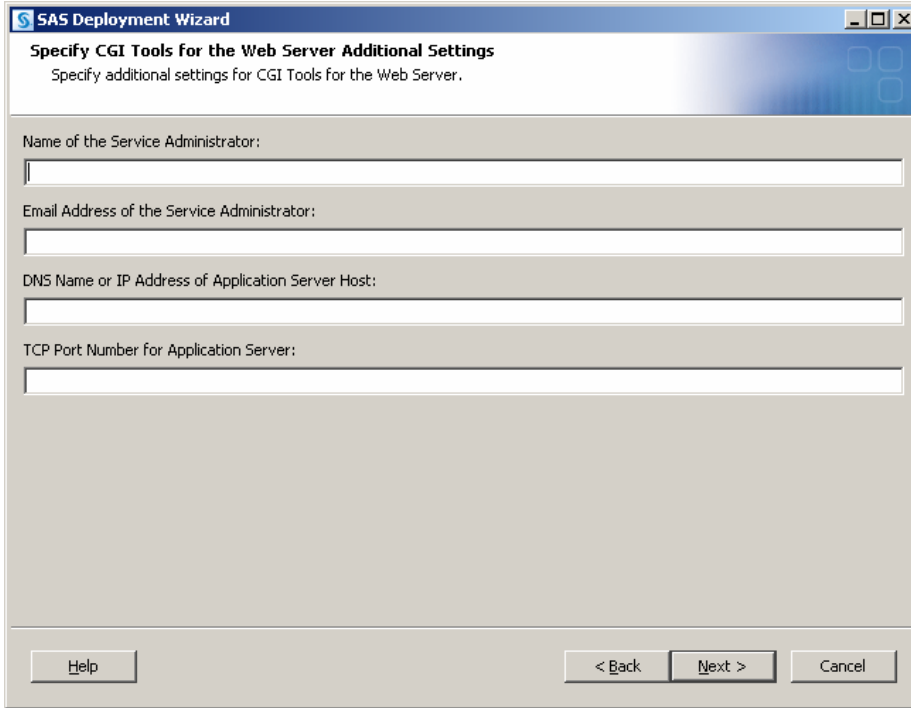 SAS Deployment Wizard
Specify CGI Tools for the Web Server Additional Settings
Specify additional settings for CGI Tools for the Web Server.
Name of the Service Administrator:
Email Address of the Service Administrator:
DNS Name or IP Address of Application Server Host:
TCP Port Number for Application Server:
Help
< Back
Next >
Cancel